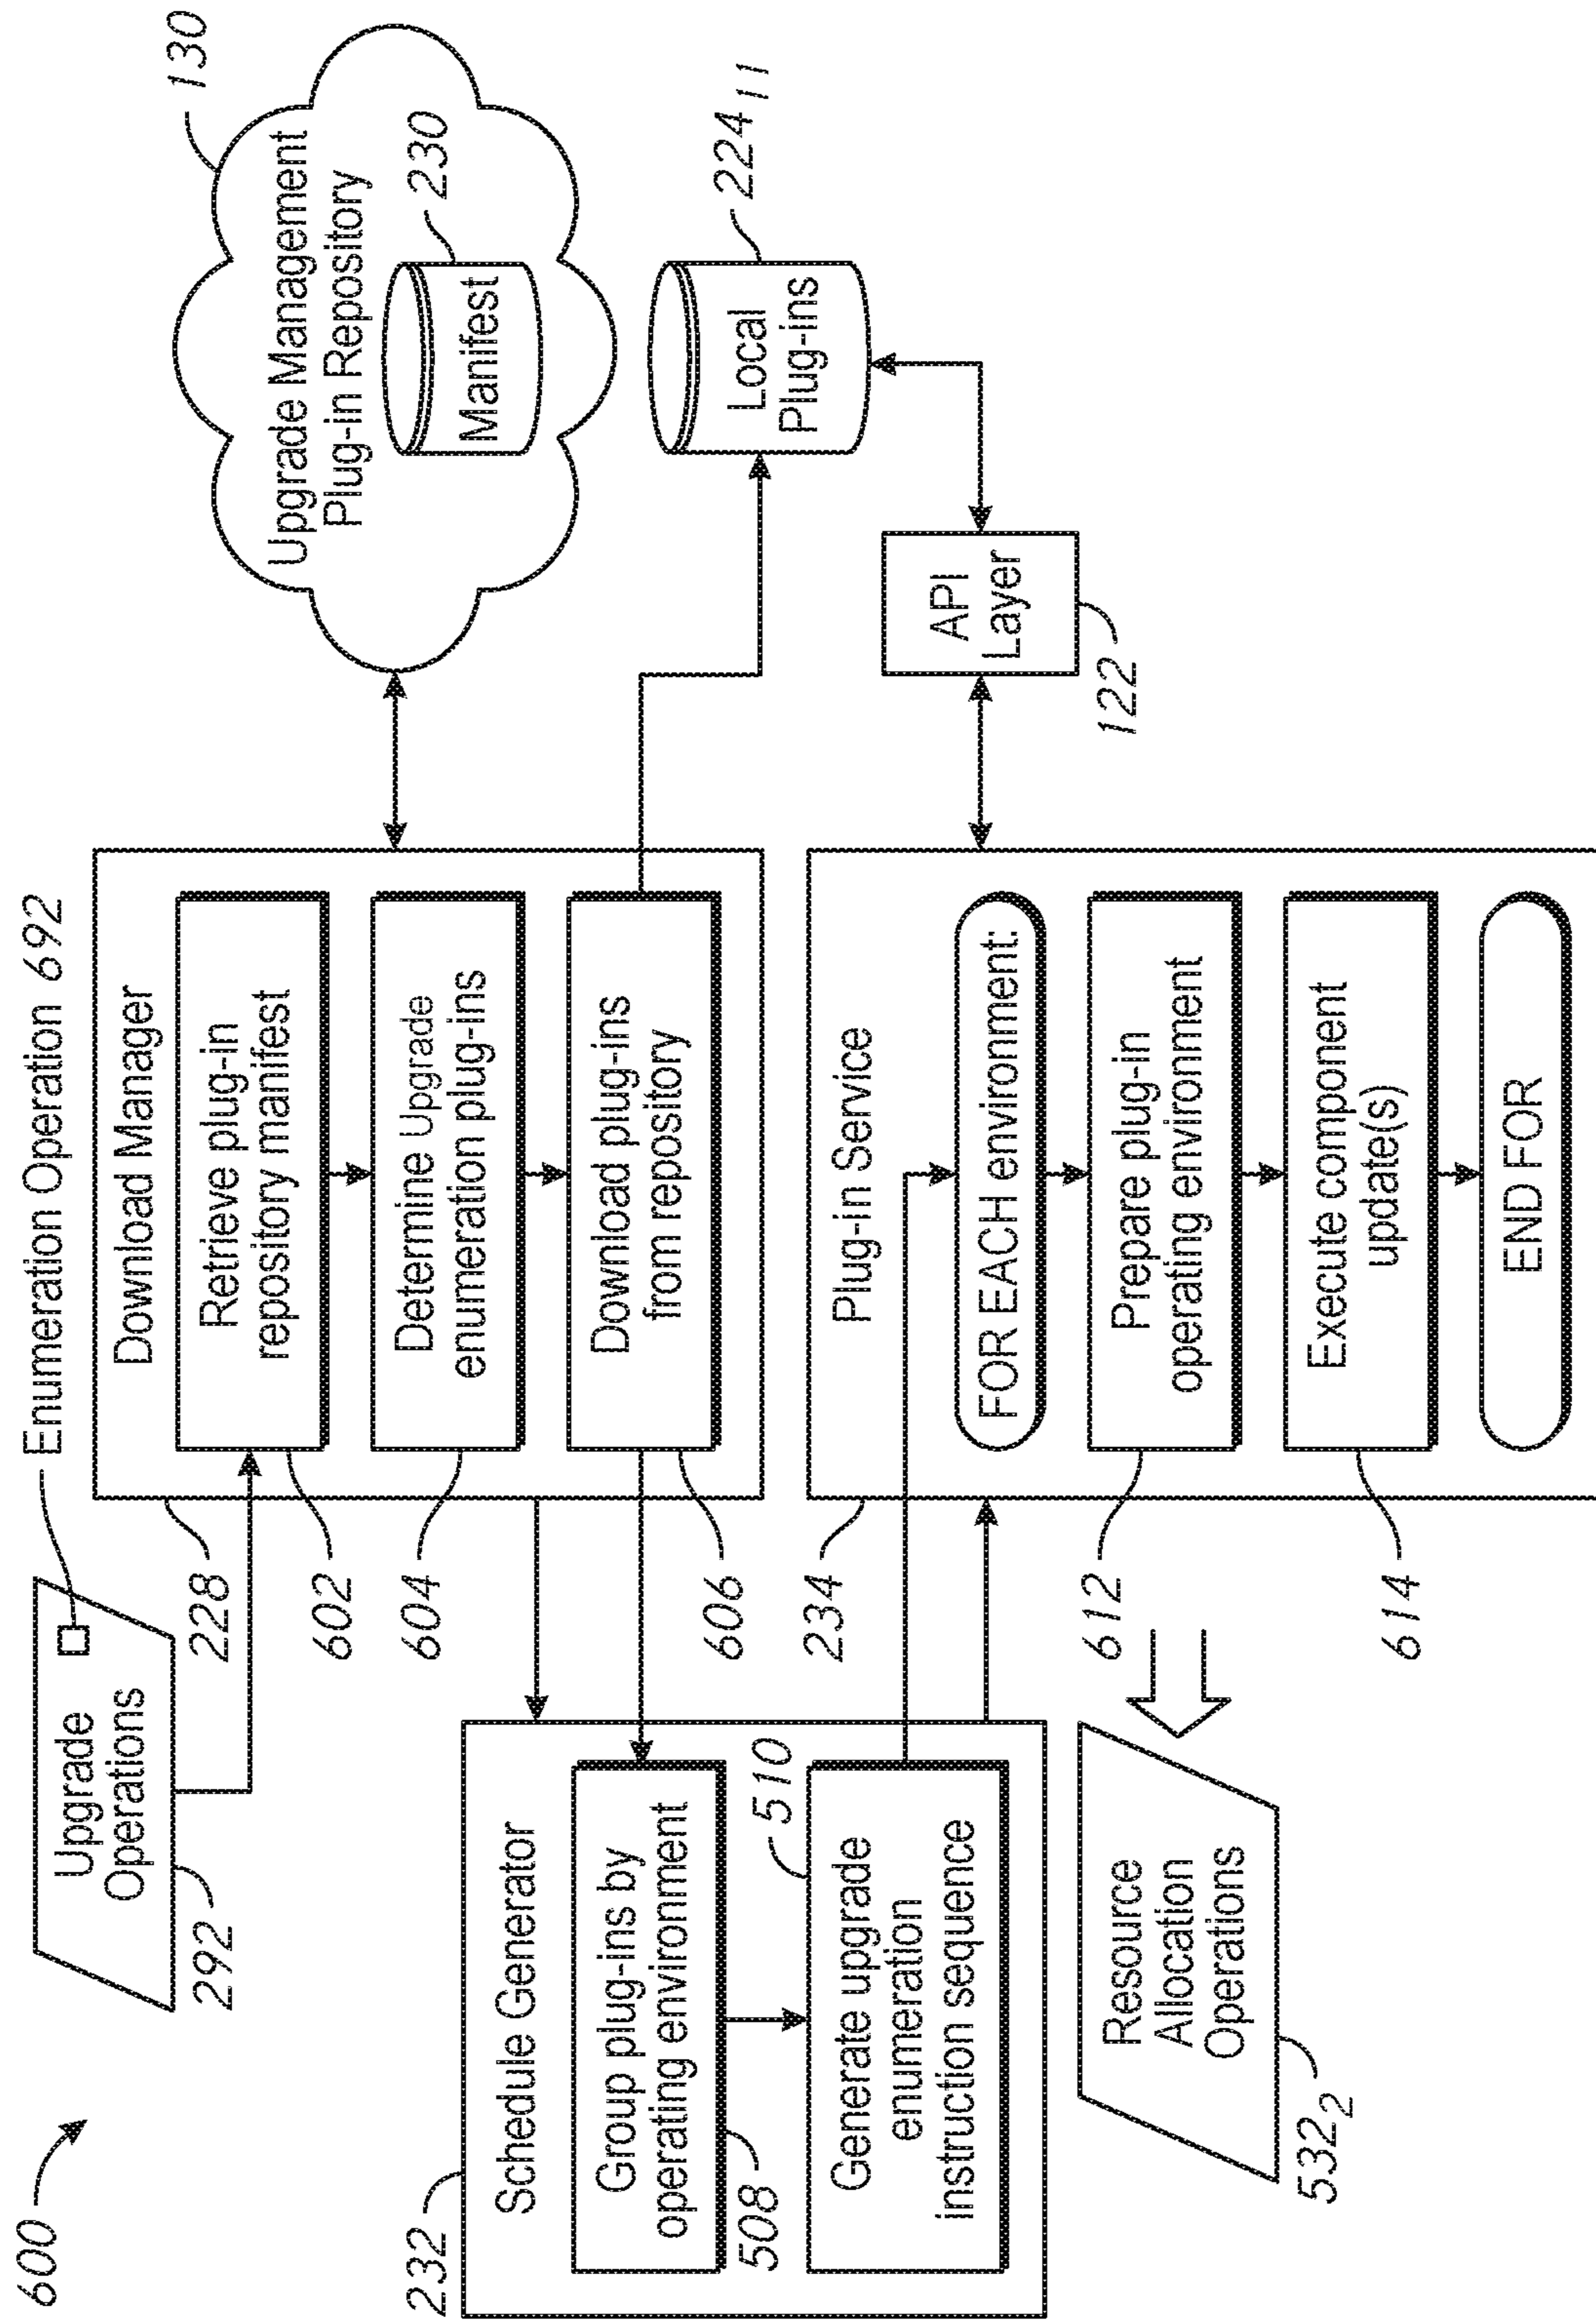 600
Enumeration Operation 692
Upgrade
Operations
292
Download Manager
228
Retrieve plug-in
repository manifest
602
Determine Upgrade
enumeration plug-ins
604
Download plug-ins
from repository
606
Upgrade Management
Plug-in Repository
130
Manifest
230
Local
Plug-ins
224₁₁
API
Layer
122
Schedule Generator
232
Group plug-ins by
operating environment
508
510
Generate upgrade
enumeration
instruction sequence
Plug-in Service
234
FOR EACH environment:
Prepare plug-in
operating environment
612
Execute component
update(s)
614
END FOR
Resource
Allocation
Operations
532₂